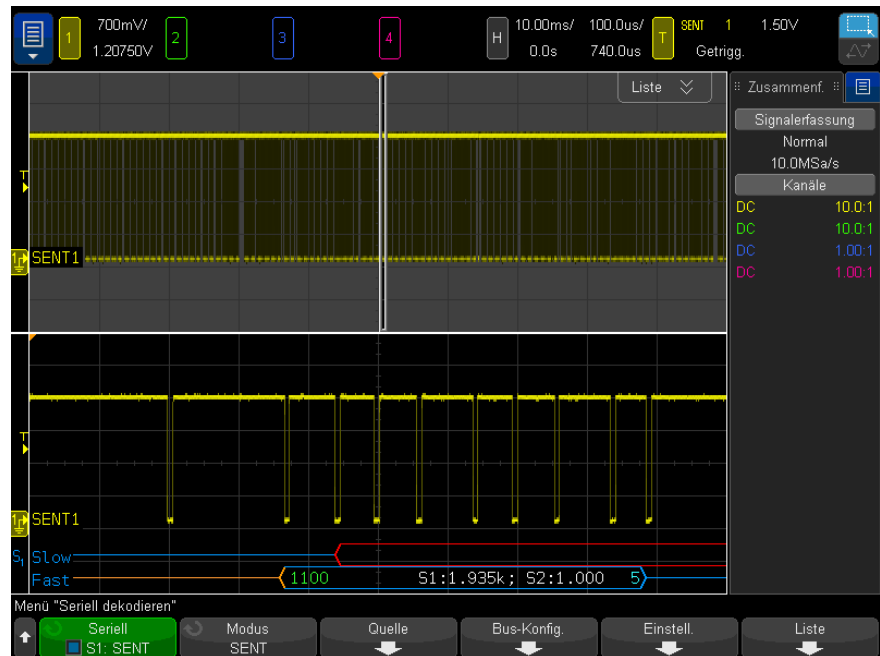 1 700mV/ 1.20750V
2
3
4
H 10.00ms/ 0.0s
100.0us/ 740.0us
T SENT 1 1.50V
Getrigg.
Liste
Zusammenf.
Signalerfassung
Normal
10.0MSa/s
Kanäle
DC 10.0:1
DC 10.0:1
DC 1.00:1
DC 1.00:1
T
1 SENT1
T
1 SENT1
S1 Slow
Fast 1100 S1:1.935k; S2:1.000 5
Menü "Seriell dekodieren"
Seriell
S1: SENT
Modus
SENT
Quelle
Bus-Konfig.
Einstell.
Liste